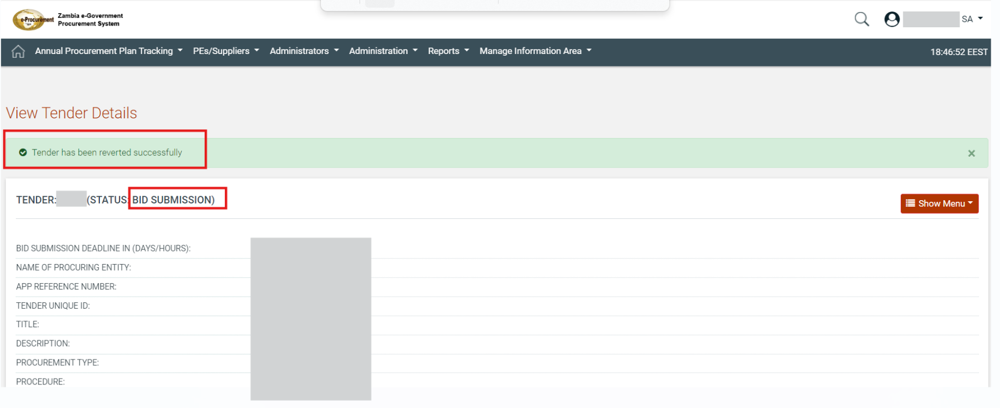 e-Procurement
Zambia e-Government
Procurement System
SA
Annual Procurement Plan Tracking PEs/Suppliers Administrators Administration Reports Manage Information Area 18:46:52 EEST
View Tender Details
Tender has been reverted successfully ×
TENDER: (STATUS: BID SUBMISSION)
Show Menu
BID SUBMISSION DEADLINE IN (DAYS/HOURS):
NAME OF PROCURING ENTITY:
APP REFERENCE NUMBER:
TENDER UNIQUE ID:
TITLE:
DESCRIPTION:
PROCUREMENT TYPE:
PROCEDURE: